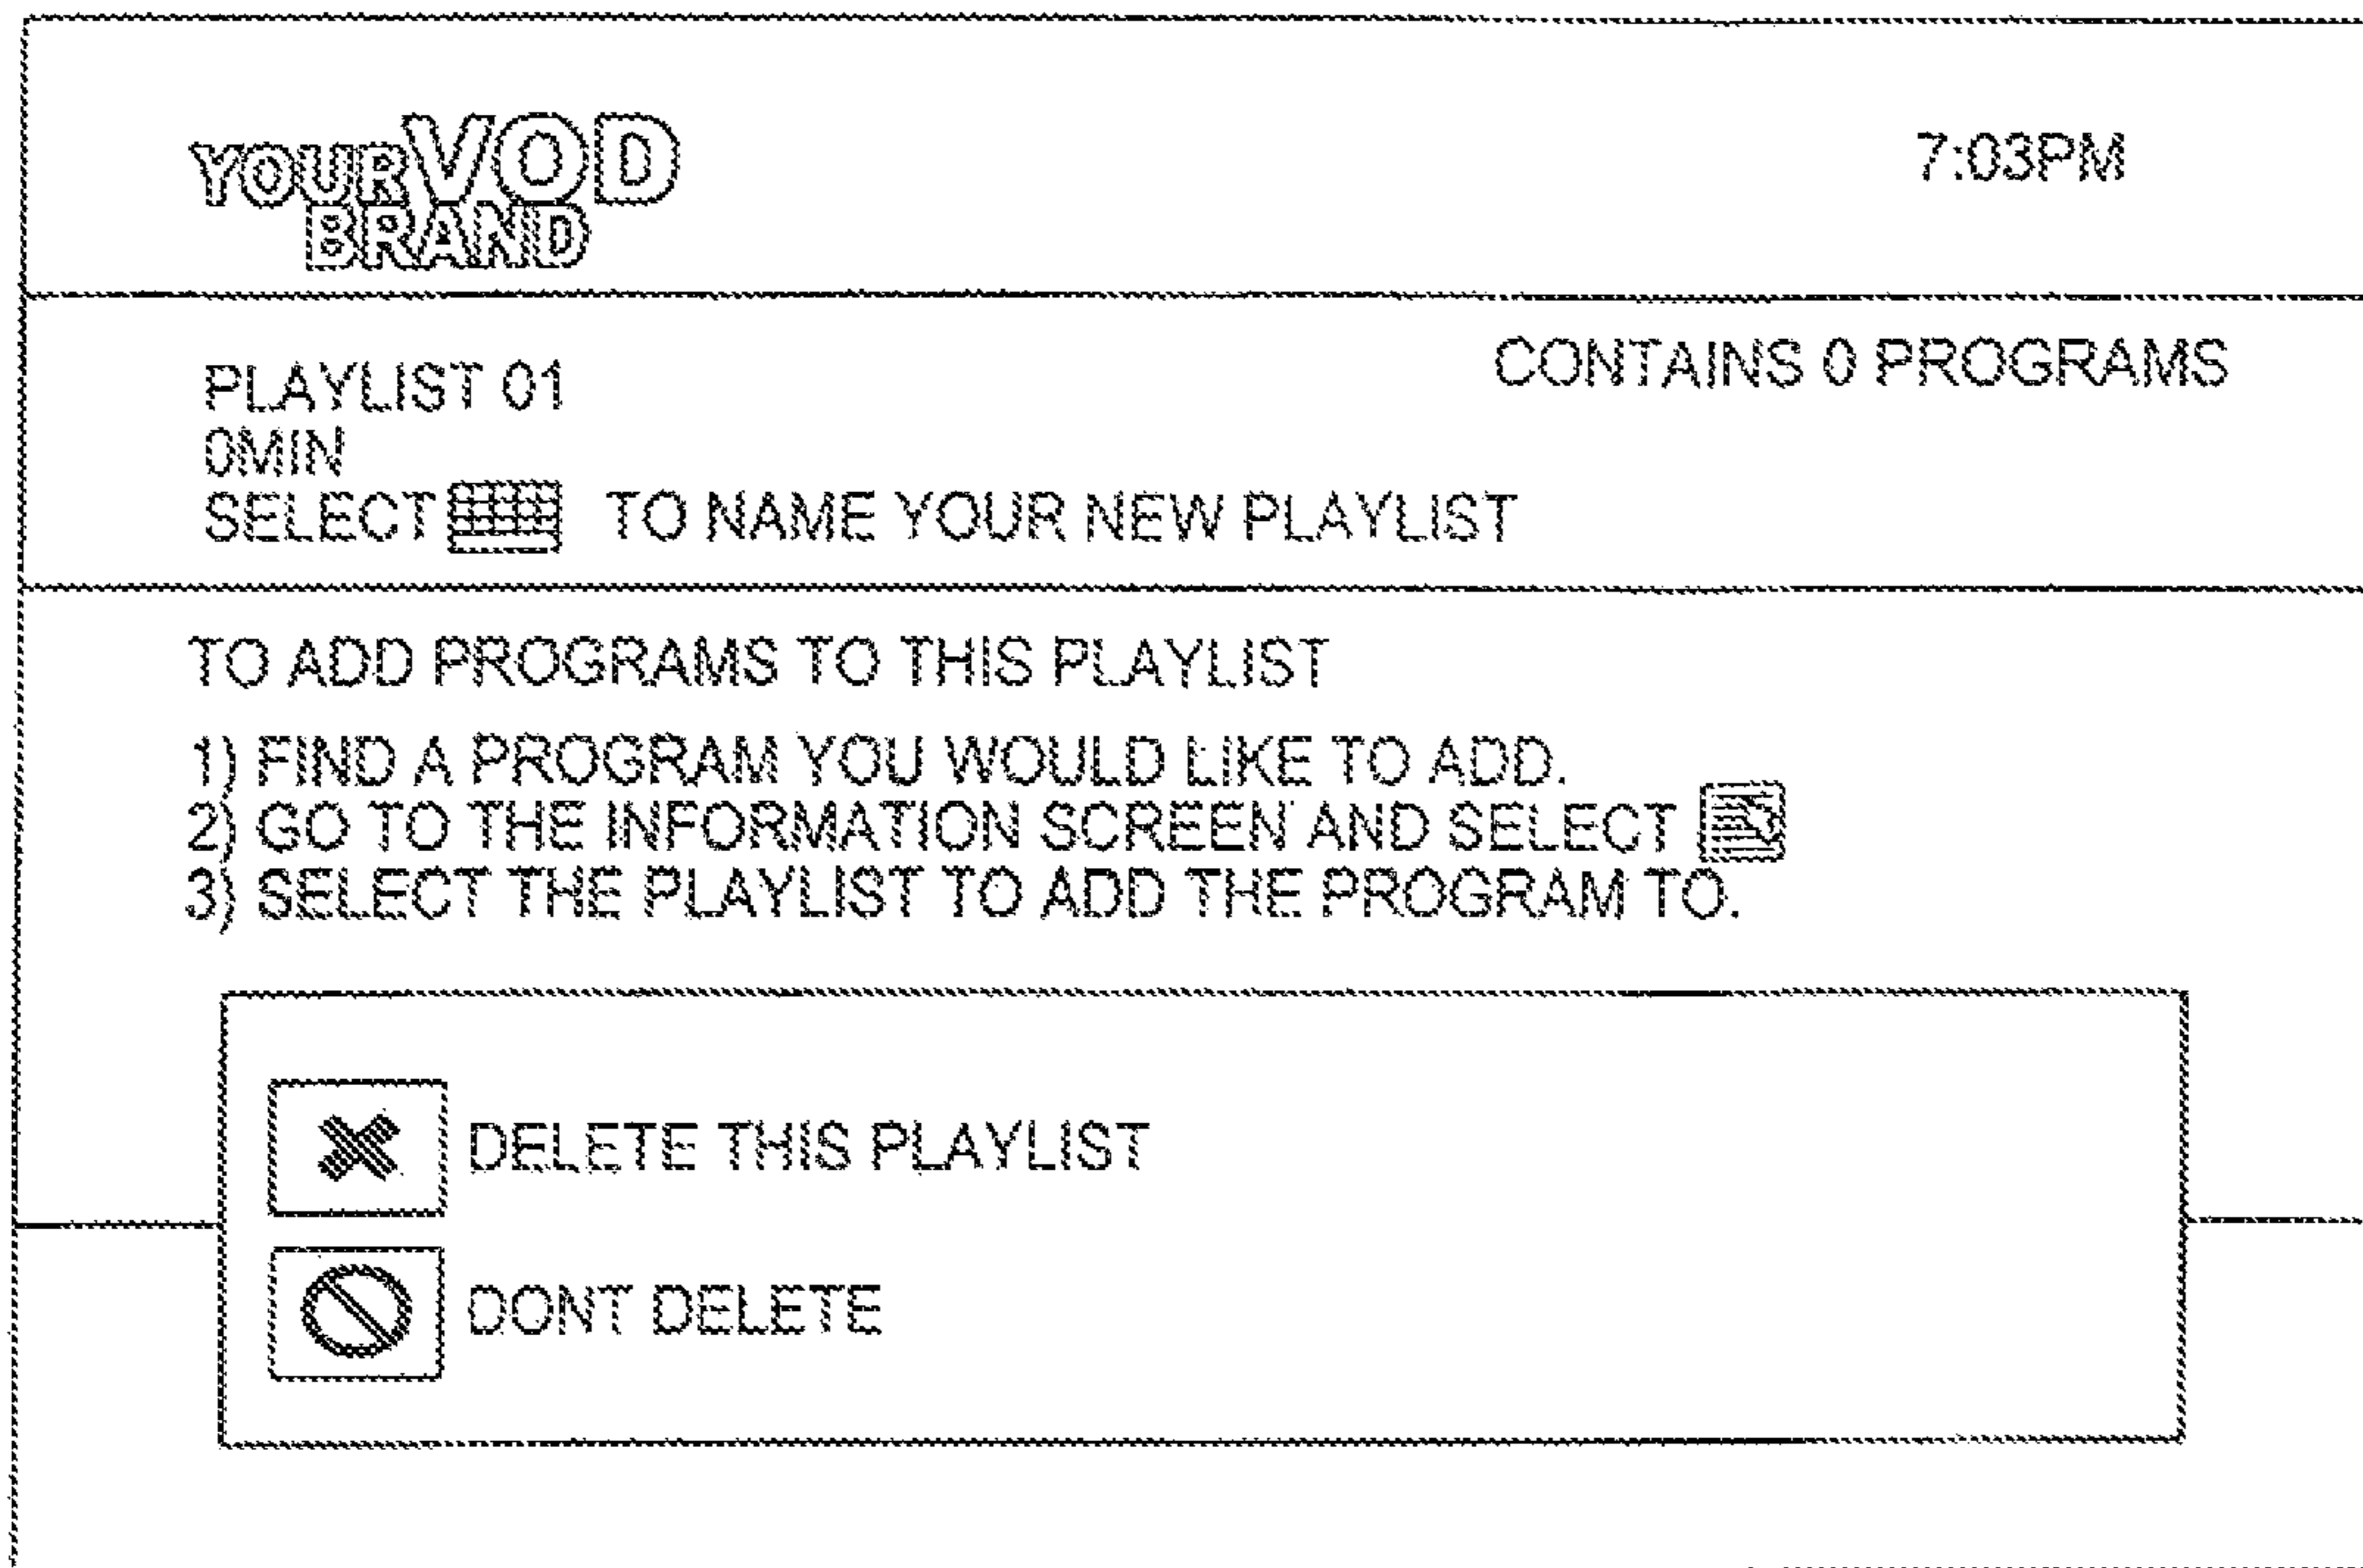 YOUR VOD
BRAND
7:03PM
PLAYLIST 01
CONTAINS 0 PROGRAMS
0MIN
SELECT TO NAME YOUR NEW PLAYLIST
TO ADD PROGRAMS TO THIS PLAYLIST
1) FIND A PROGRAM YOU WOULD LIKE TO ADD.
2) GO TO THE INFORMATION SCREEN AND SELECT
3) SELECT THE PLAYLIST TO ADD THE PROGRAM TO.
DELETE THIS PLAYLIST
DONT DELETE